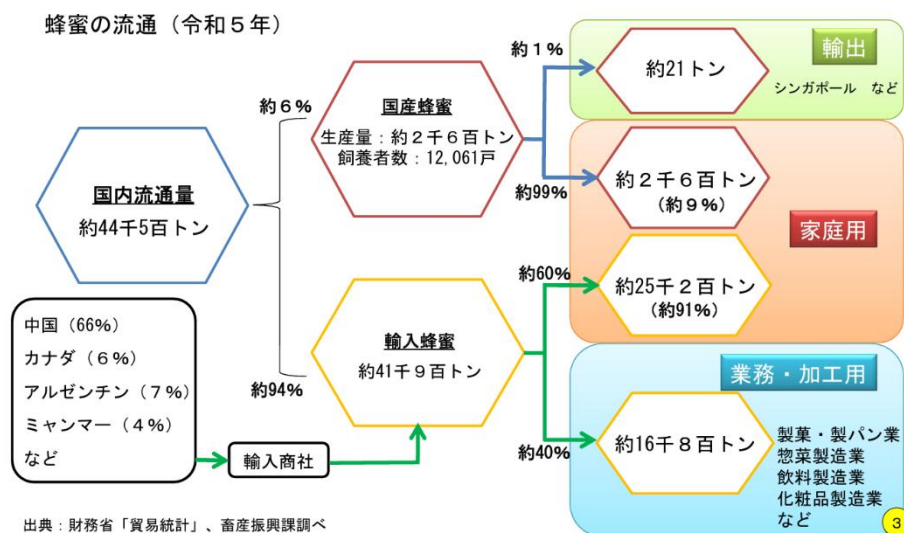 蜂蜜の流通（令和５年）
国内流通量
約44千５百トン
約６％
約94％
国産蜂蜜
生産量：約２千６百トン
飼養者数：12,061戸
約１％
約99％
約21トン
輸出
シンガポール　など
約２千６百トン
（約９％）
家庭用
約60％
約25千２百トン
（約91％）
中国（66％）
カナダ（６％）
アルゼンチン（７％）
ミャンマー（４％）
など
輸入商社
輸入蜂蜜
約41千９百トン
約40％
業務・加工用
約16千８百トン
製菓・製パン業
惣菜製造業
飲料製造業
化粧品製造業
など
出典：財務省「貿易統計」、畜産振興課調べ
3